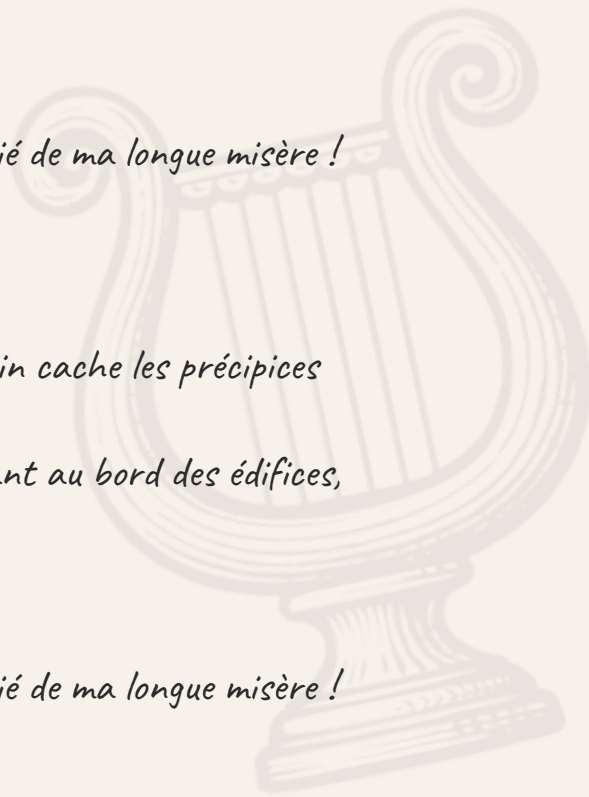 ié de ma longue misère !
in cache les précipices
nt au bord des édifices,
ié de ma longue misère !